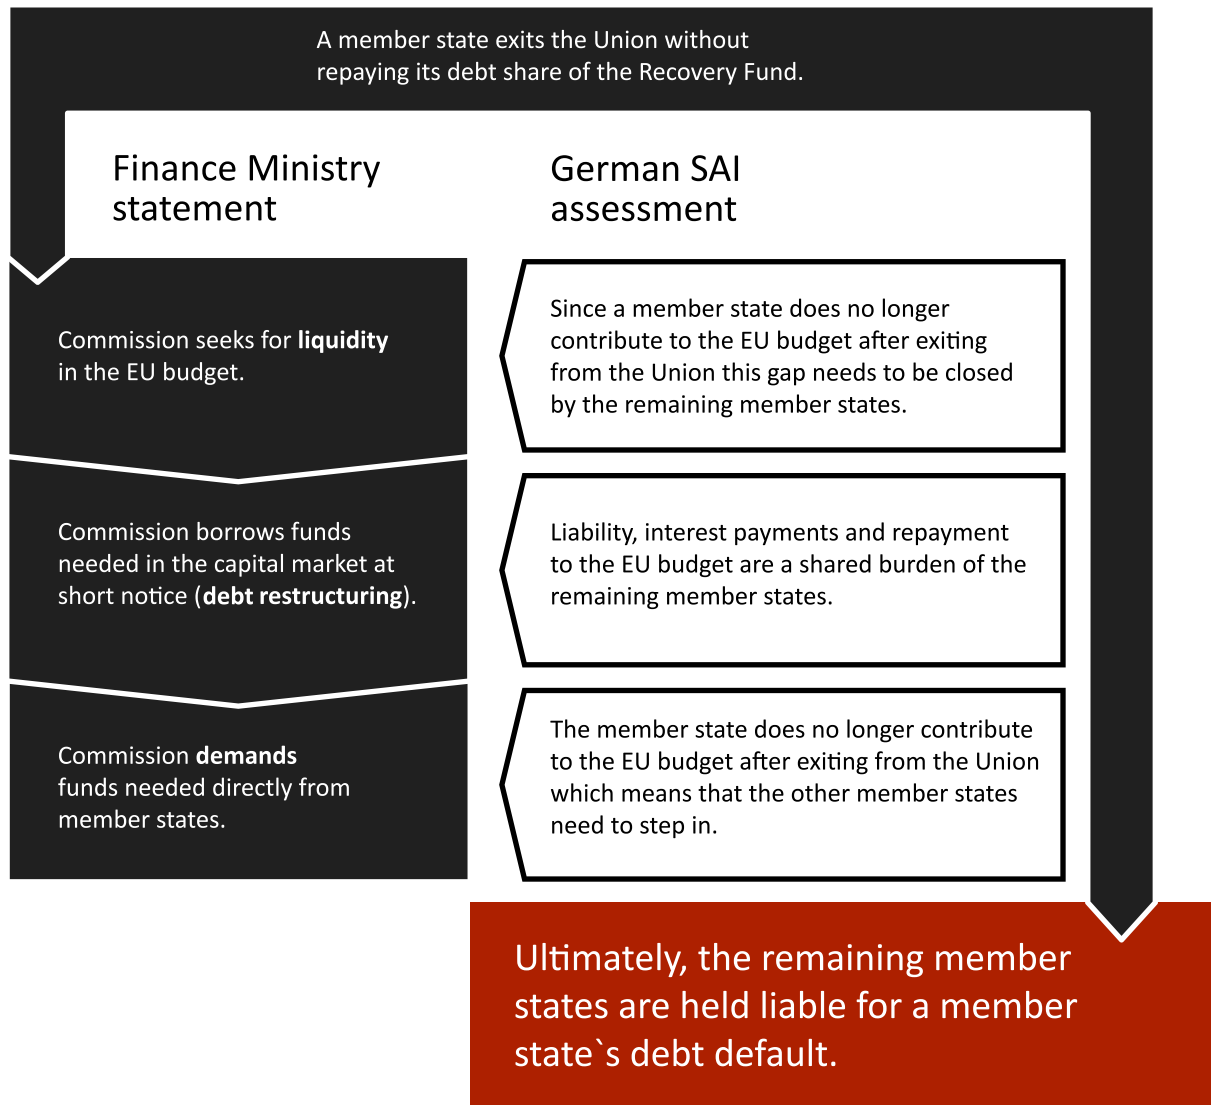 A member state exits the Union without
repaying its debt share of the Recovery Fund.
Finance Ministry
statement
German SAI
assessment
Commission seeks for liquidity
in the EU budget.
Since a member state does no longer
contribute to the EU budget after exiting
from the Union this gap needs to be closed
by the remaining member states.
Commission borrows funds
needed in the capital market at
short notice (debt restructuring).
Liability, interest payments and repayment
to the EU budget are a shared burden of the
remaining member states.
Commission demands
funds needed directly from
member states.
The member state does no longer contribute
to the EU budget after exiting from the Union
which means that the other member states
need to step in.
Ultimately, the remaining member
states are held liable for a member
state`s debt default.